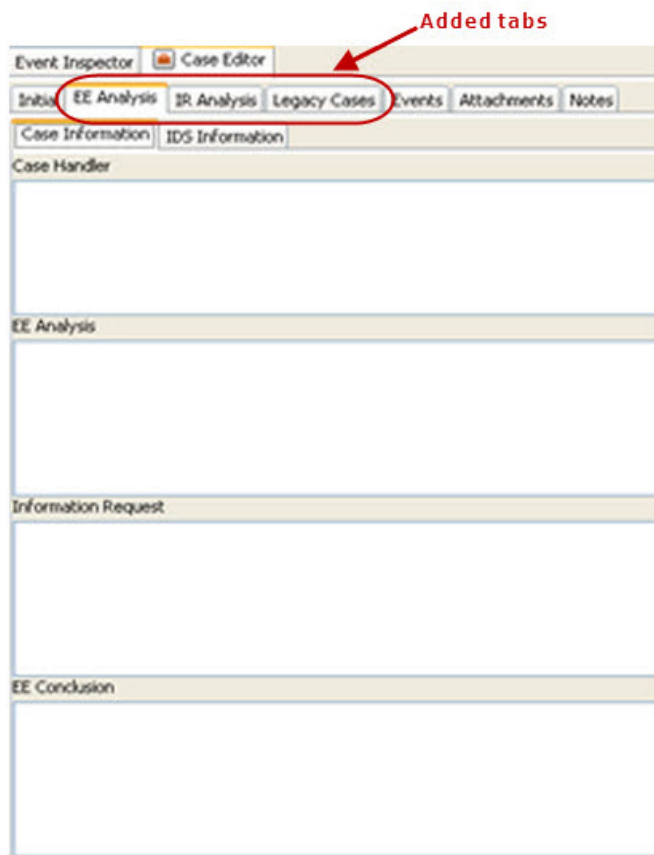 Added tabs
Event Inspector Case Editor
Initia EE Analysis IR Analysis Legacy Cases Events Attachments Notes
Case Information IDS Information
Case Handler
EE Analysis
Information Request
EE Conclusion